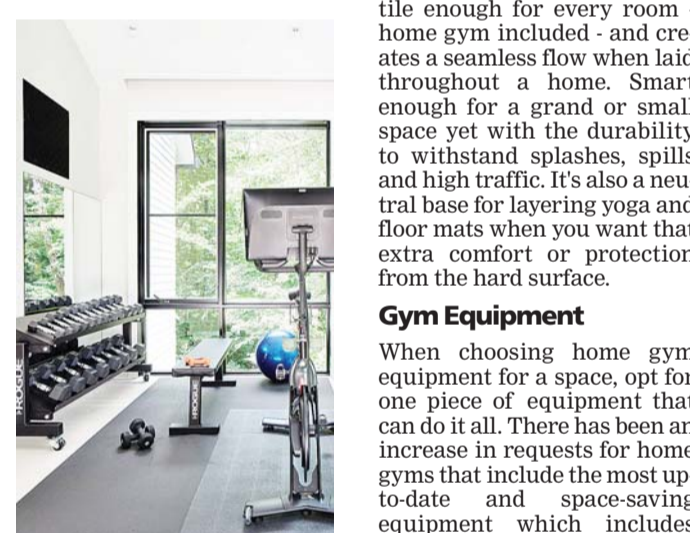 ROGUE
ROGUE
tile enough for every room -
home gym included - and cre-
ates a seamless flow when laid
throughout a home. Smart
enough for a grand or small
space yet with the durability
to withstand splashes, spills
and high traffic. It's also a neu-
tral base for layering yoga and
floor mats when you want that
extra comfort or protection
from the hard surface.
Gym Equipment
When choosing home gym
equipment for a space, opt for
one piece of equipment that
can do it all. There has been an
increase in requests for home
gyms that include the most up-
to-date and space-saving
equipment which includes